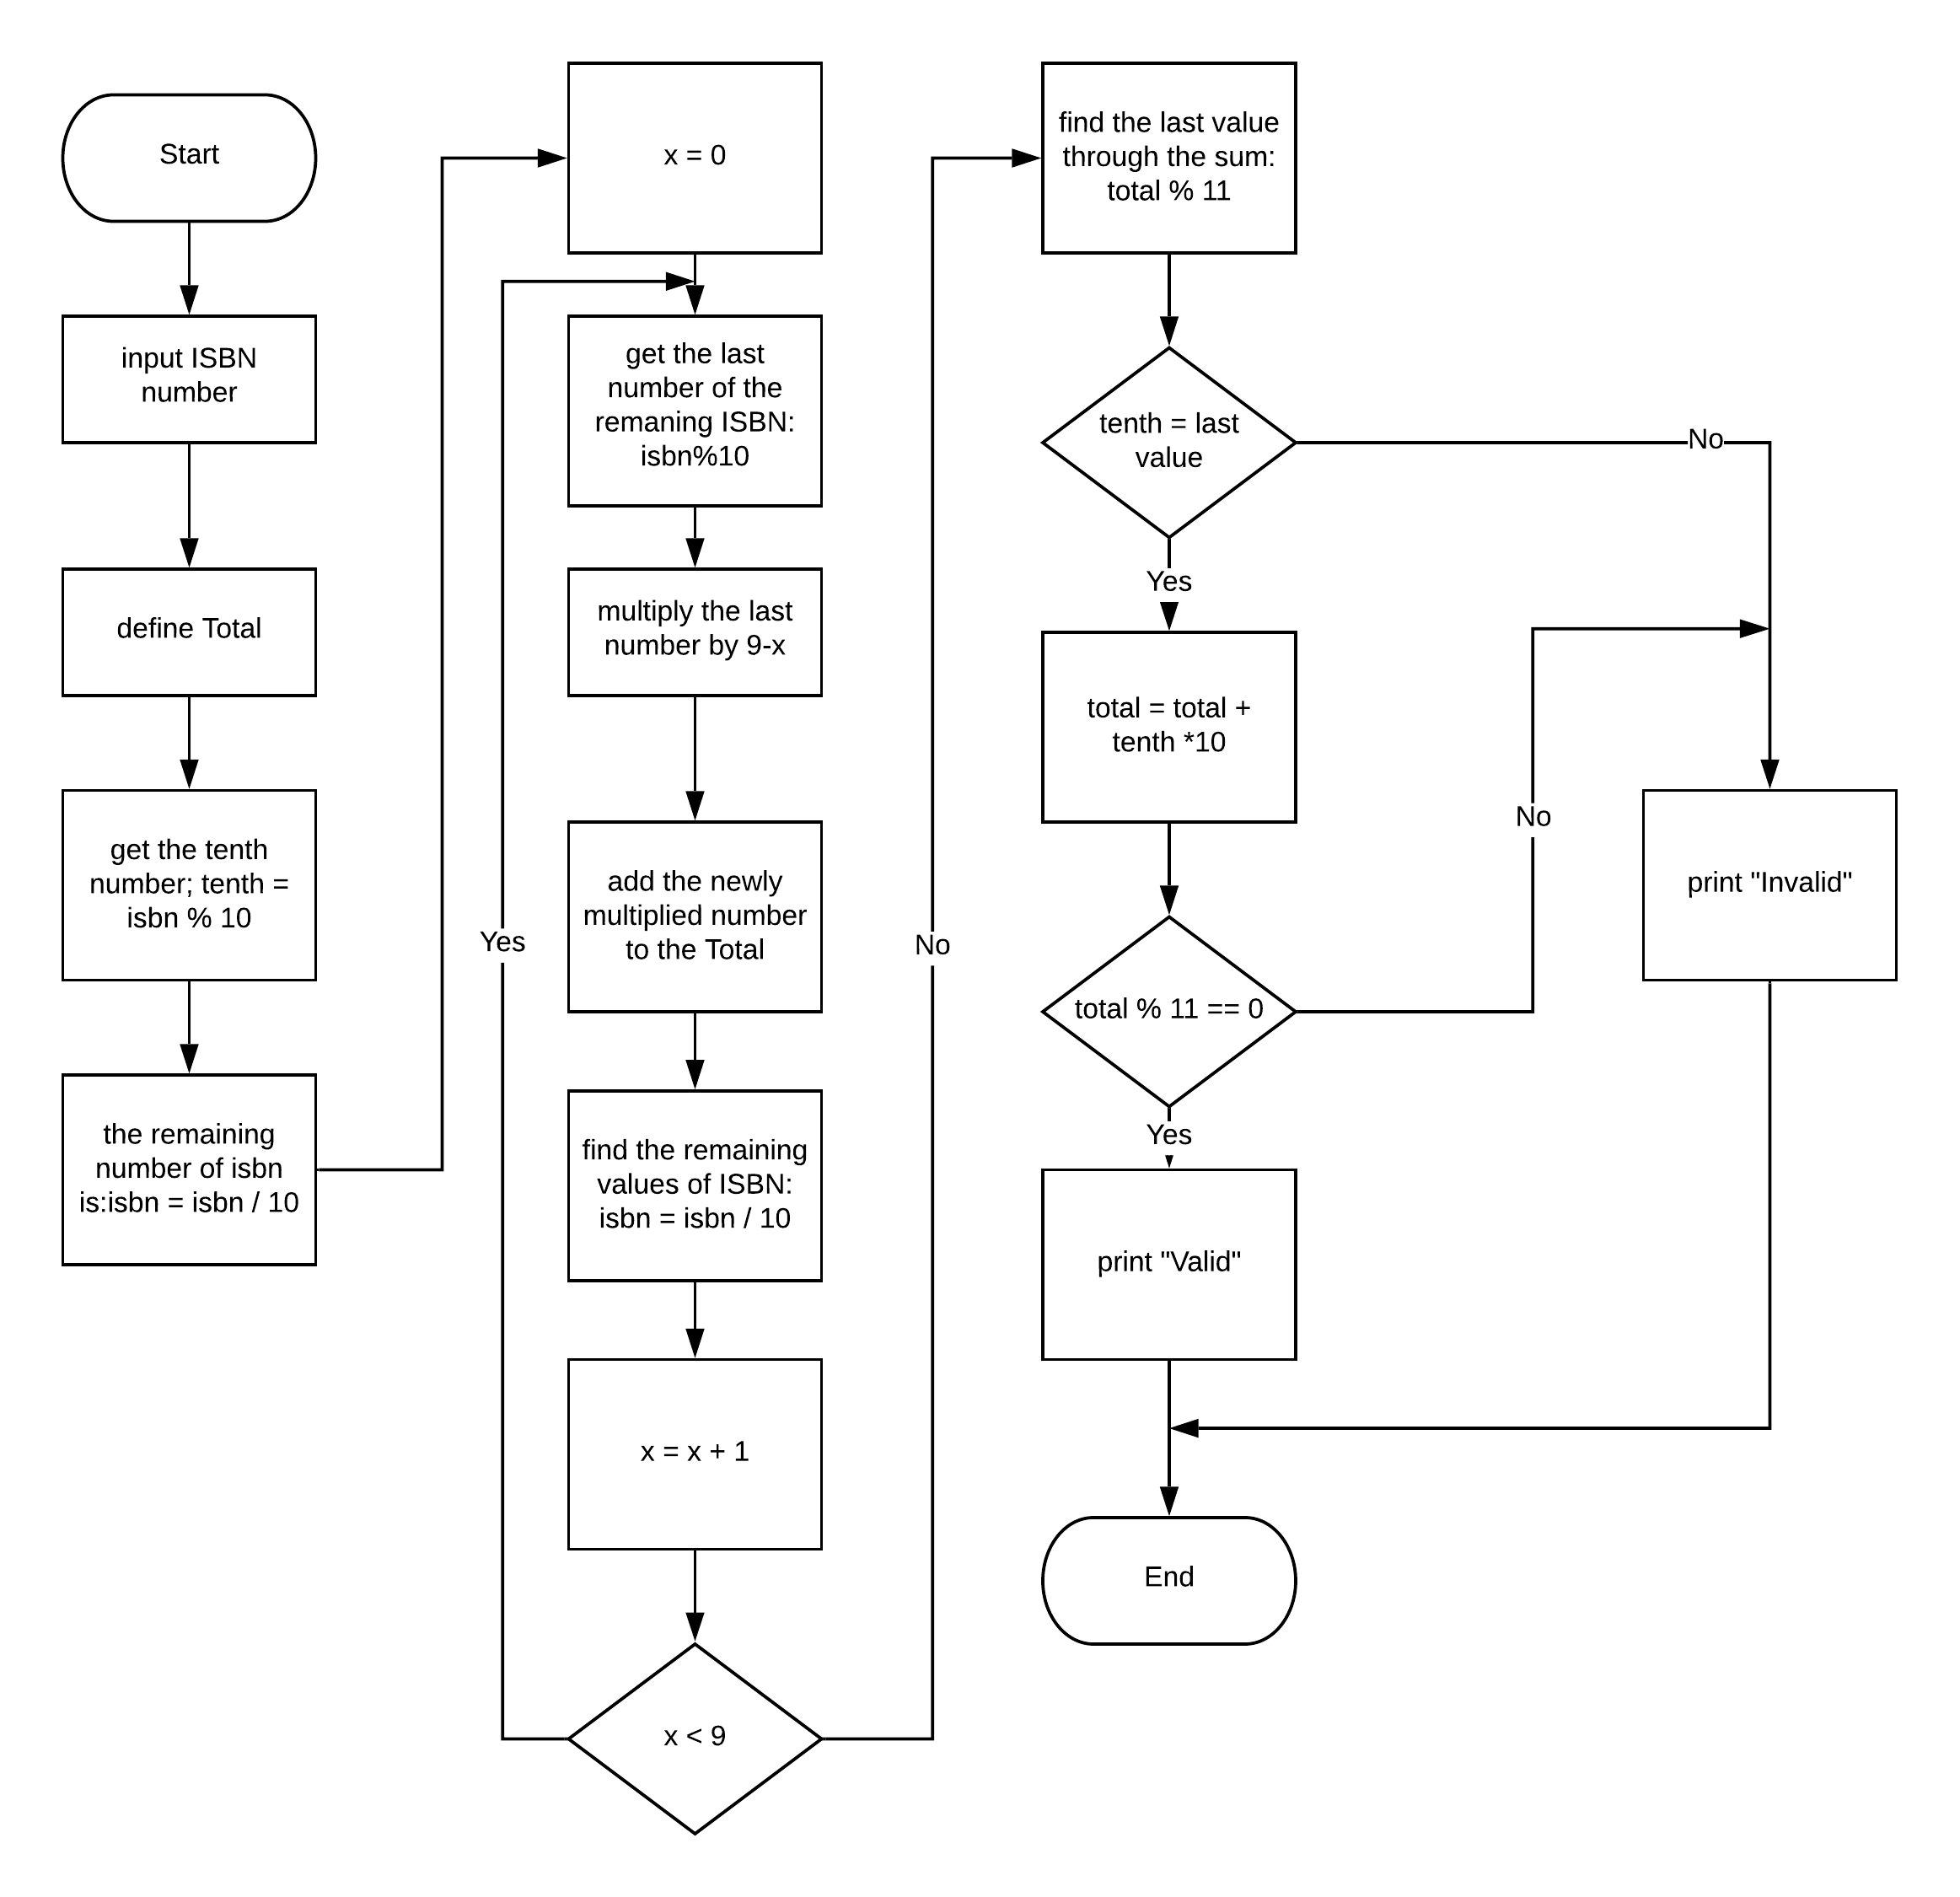 Start
input ISBN
number
define Total
get the tenth
number; tenth =
isbn % 10
the remaining
number of isbn
is:isbn = isbn / 10
x = 0
get the last
number of the
remaning ISBN:
isbn%10
multiply the last
number by 9-x
add the newly
multiplied number
to the Total
find the remaining
values of ISBN:
isbn = isbn / 10
x = x + 1
x < 9
Yes
No
find the last value
through the sum:
total % 11
tenth = last
value
No
Yes
total = total +
tenth *10
No
total % 11 == 0
Yes
print "Valid"
print "Invalid"
End